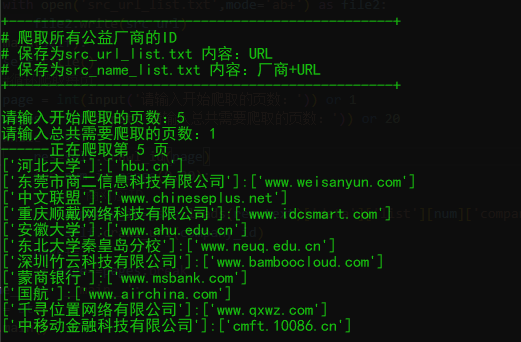 with open("src_url_list.txt",mode="ab+") as file2:
+------------------------------------------------+
# 爬取所有公益厂商的ID
# 保存为src_url_list.txt 内容: URL
# 保存为src_name_list.txt 内容: 厂商+URL
+------------------------------------------------+
请输入开始爬取的页数: 5
请输入总共需要爬取的页数: 1
------正在爬取第 5 页
['河北大学']:['hbu.cn']
['东莞市商二信息科技有限公司']:['www.weisanyun.com']
['中文联盟']:['www.chineseplus.net']
['重庆顺戴网络科技有限公司']:['www.idcsmart.com']
['安徽大学']:['www.ahu.edu.cn']
['东北大学秦皇岛分校']:['www.neuq.edu.cn']
['深圳竹云科技有限公司']:['www.bamboocloud.com']
['蒙商银行']:['www.msbank.com']
['国航']:['www.airchina.com']
['千寻位置网络有限公司']:['www.qxwz.com']
['中移动金融科技有限公司']:['cmft.10086.cn']